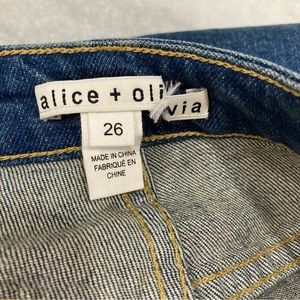 alice + olivia
26
MADE IN CHINA
FABRIQUÉ EN
CHINE